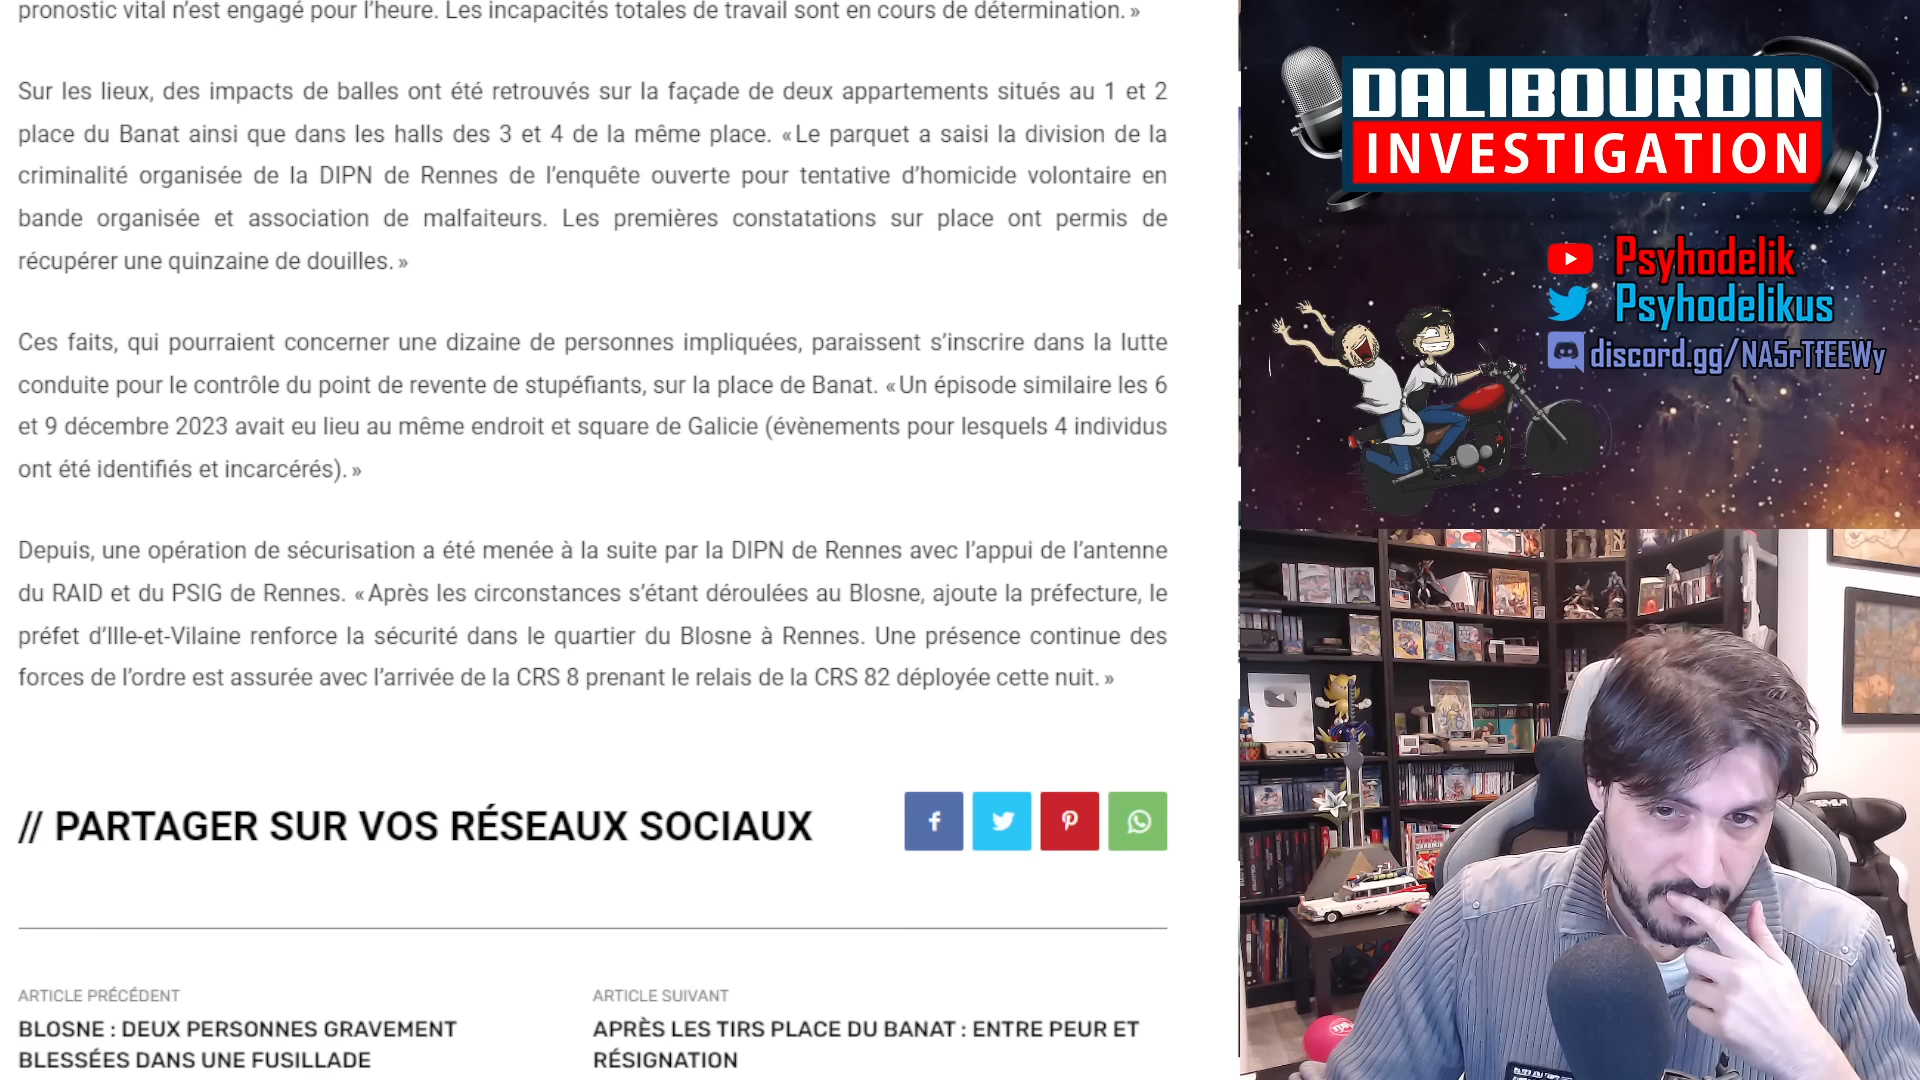 pronostic vital n’est engagé pour l’heure. Les incapacités totales de travail sont en cours de détermination. »
Sur les lieux, des impacts de balles ont été retrouvés sur la façade de deux appartements situés au 1 et 2
place du Banat ainsi que dans les halls des 3 et 4 de la même place. « Le parquet a saisi la division de la
criminalité organisée de la DIPN de Rennes de l’enquête ouverte pour tentative d’homicide volontaire en
bande organisée et association de malfaiteurs. Les premières constatations sur place ont permis de
récupérer une quinzaine de douilles. »
Ces faits, qui pourraient concerner une dizaine de personnes impliquées, paraissent s’inscrire dans la lutte
conduite pour le contrôle du point de revente de stupéfiants, sur la place de Banat. « Un épisode similaire les 6
et 9 décembre 2023 avait eu lieu au même endroit et square de Galicie (évènements pour lesquels 4 individus
ont été identifiés et incarcérés). »
Depuis, une opération de sécurisation a été menée à la suite par la DIPN de Rennes avec l’appui de l’antenne
du RAID et du PSIG de Rennes. « Après les circonstances s’étant déroulées au Blosne, ajoute la préfecture, le
préfet d’Ille-et-Vilaine renforce la sécurité dans le quartier du Blosne à Rennes. Une présence continue des
forces de l’ordre est assurée avec l’arrivée de la CRS 8 prenant le relais de la CRS 82 déployée cette nuit. »
// PARTAGER SUR VOS RÉSEAUX SOCIAUX
ARTICLE PRÉCÉDENT
BLOSNE : DEUX PERSONNES GRAVEMENT
BLESSÉES DANS UNE FUSILLADE
ARTICLE SUIVANT
APRÈS LES TIRS PLACE DU BANAT : ENTRE PEUR ET
RÉSIGNATION
DALIBOURDIN
INVESTIGATION
Psyhodelik
Psyhodelikus
discord.gg/NA5rTfEEWy